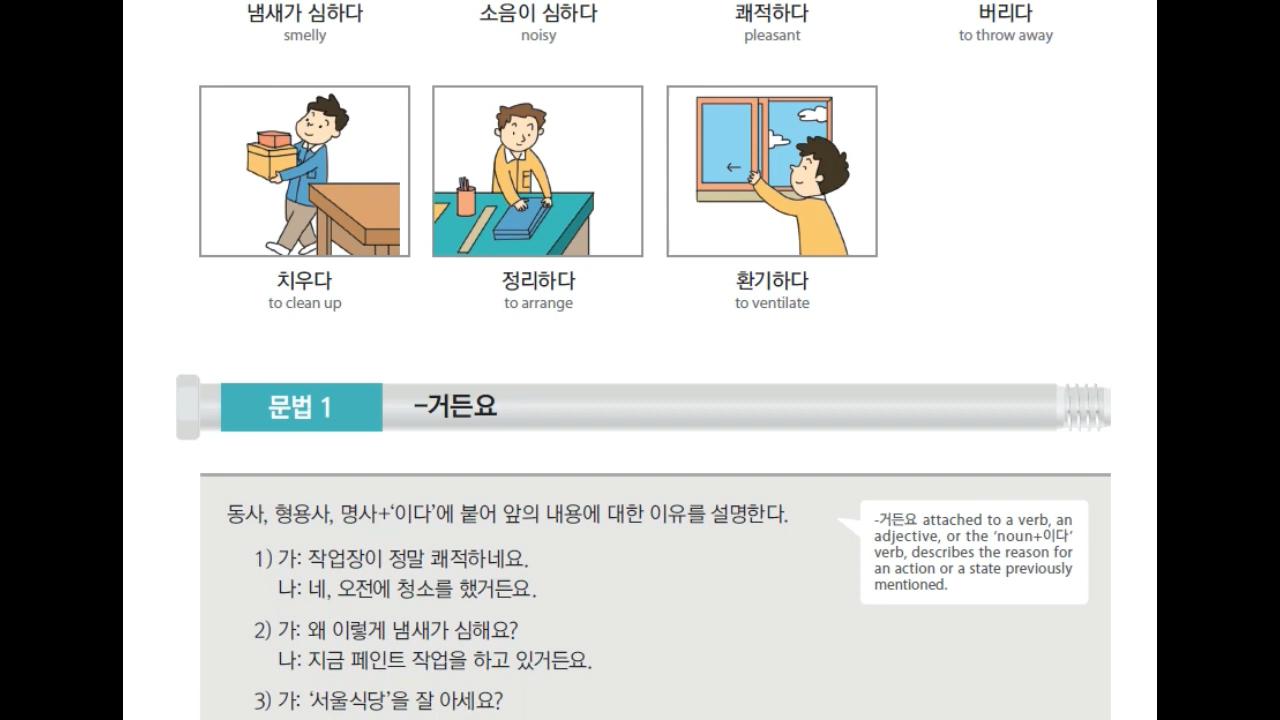 냄새가 심하다 소음이 심하다 쾌적하다 버리다
smelly noisy pleasant to throw away
치우다 정리하다 환기하다
to clean up to arrange to ventilate
문법 1 -거든요
동사, 형용사, 명사+‘이다’에 붙어 앞의 내용에 대한 이유를 설명한다.
-거든요 attached to a verb, an
adjective, or the ‘noun+이다’
verb, describes the reason for
an action or a state previously
mentioned.
1) 가: 작업장이 정말 쾌적하네요.
나: 네, 오전에 청소를 했거든요.
2) 가: 왜 이렇게 냄새가 심해요?
나: 지금 페인트 작업을 하고 있거든요.
3) 가: ‘서울식당’을 잘 아세요?